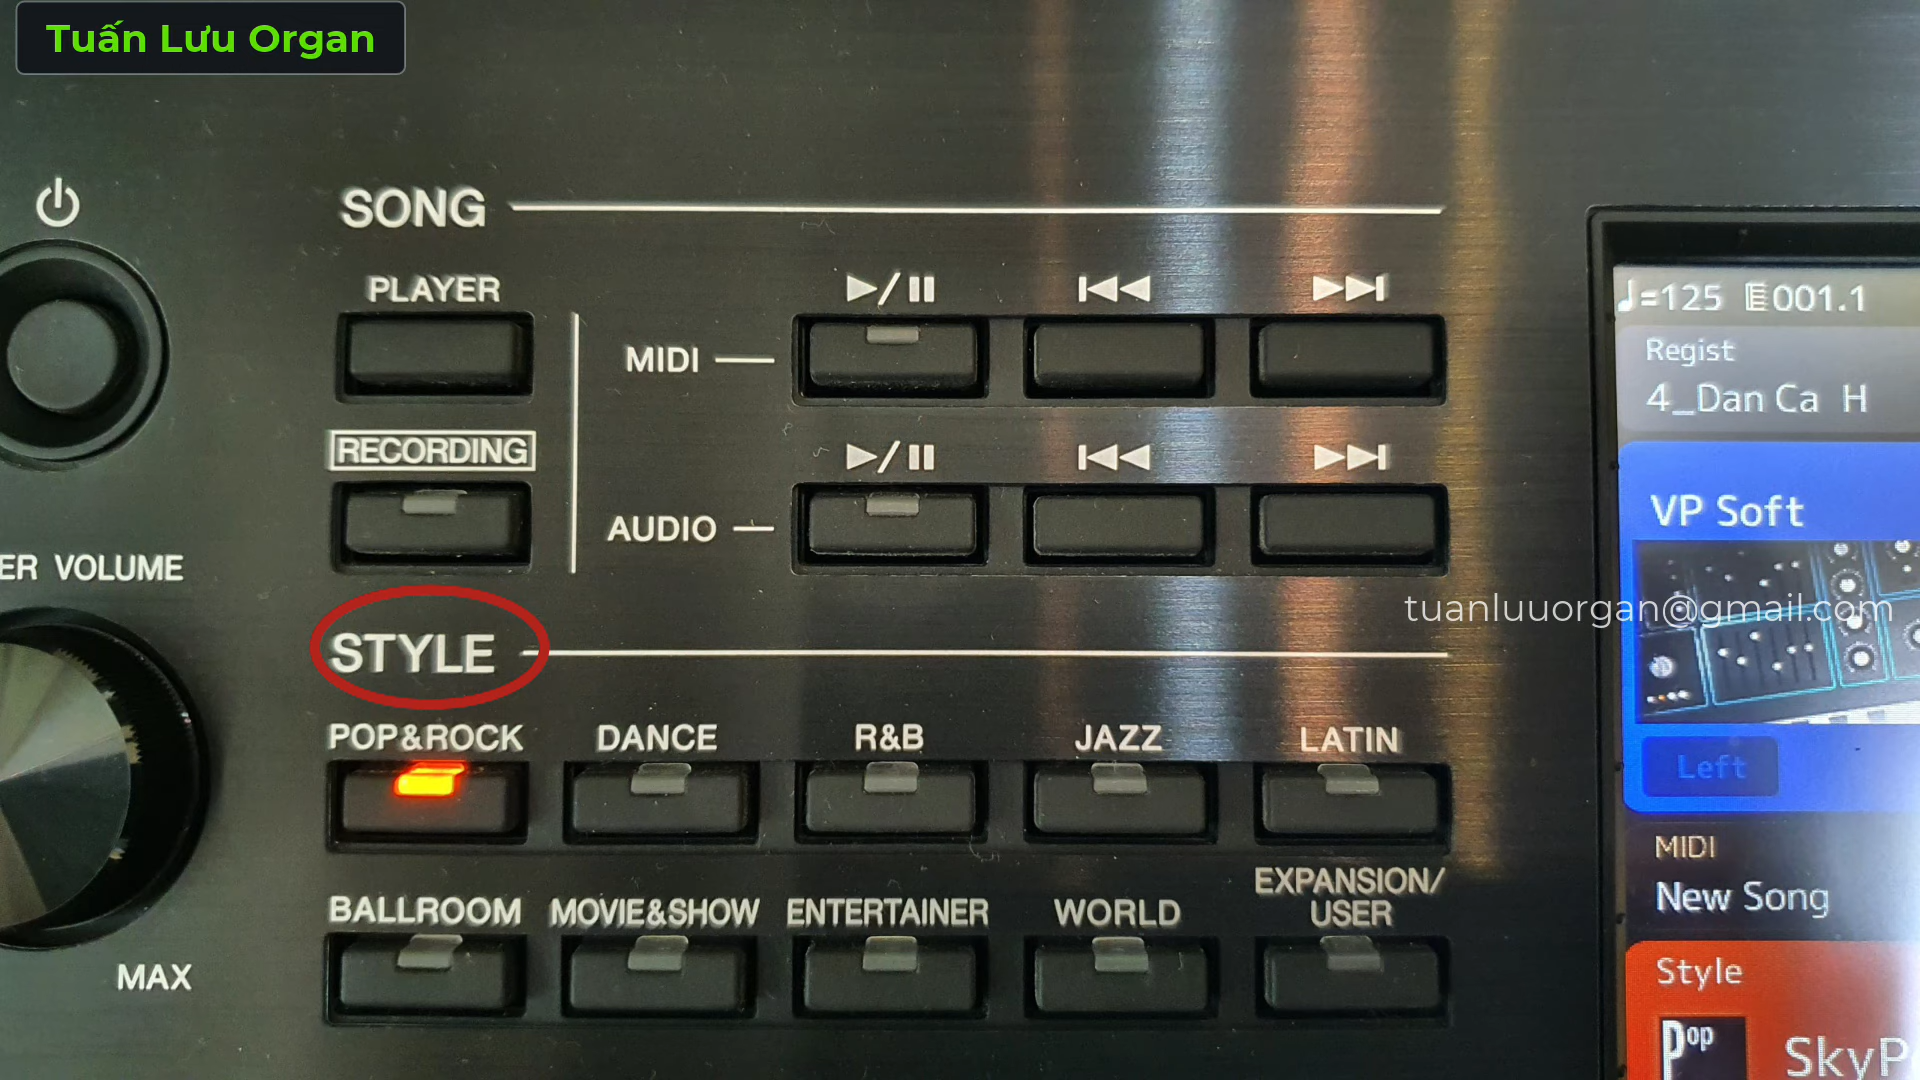 Tuấn Lưu Organ
SONG
PLAYER
MIDI
RECORDING
AUDIO
ER VOLUME
MAX
STYLE
POP&ROCK DANCE R&B JAZZ LATIN
BALLROOM MOVIE&SHOW ENTERTAINER WORLD EXPANSION/
USER
♩=125 001.1
Regist
4_Dan Ca H
VP Soft
tuanluuorgan@gmail.com
Left
MIDI
New Song
Style
Pop